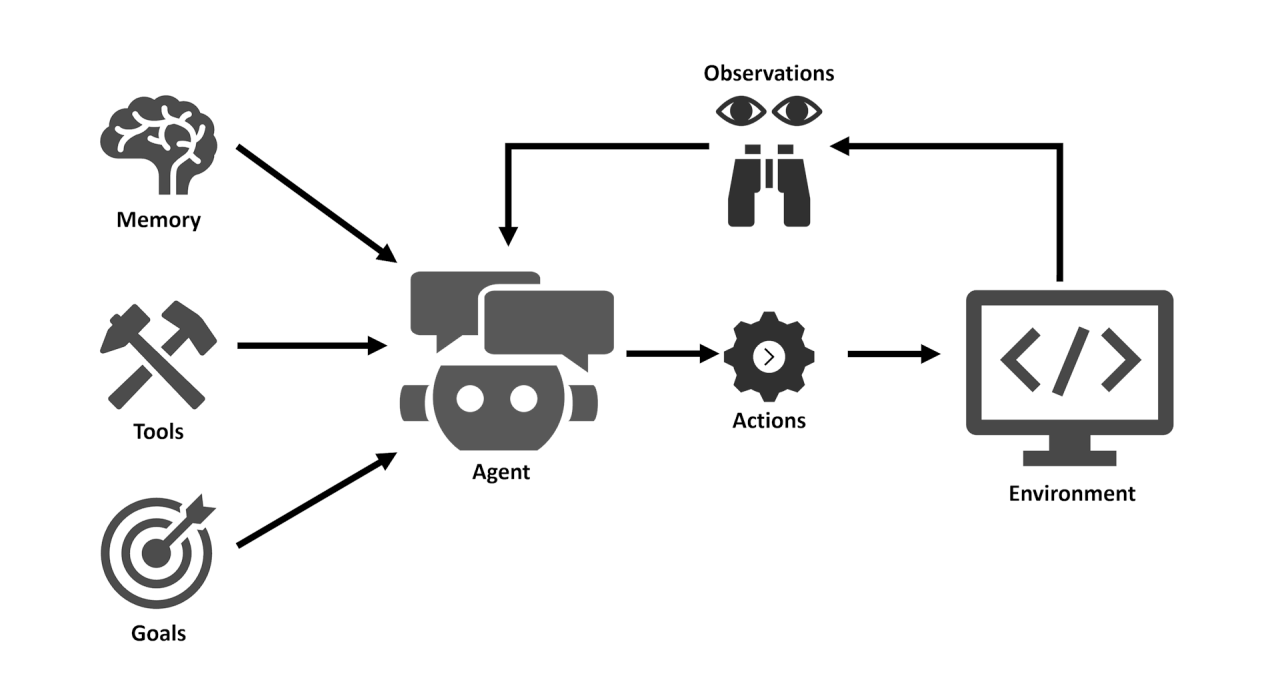 Observations
Memory
Tools
Agent
Actions
Environment
Goals